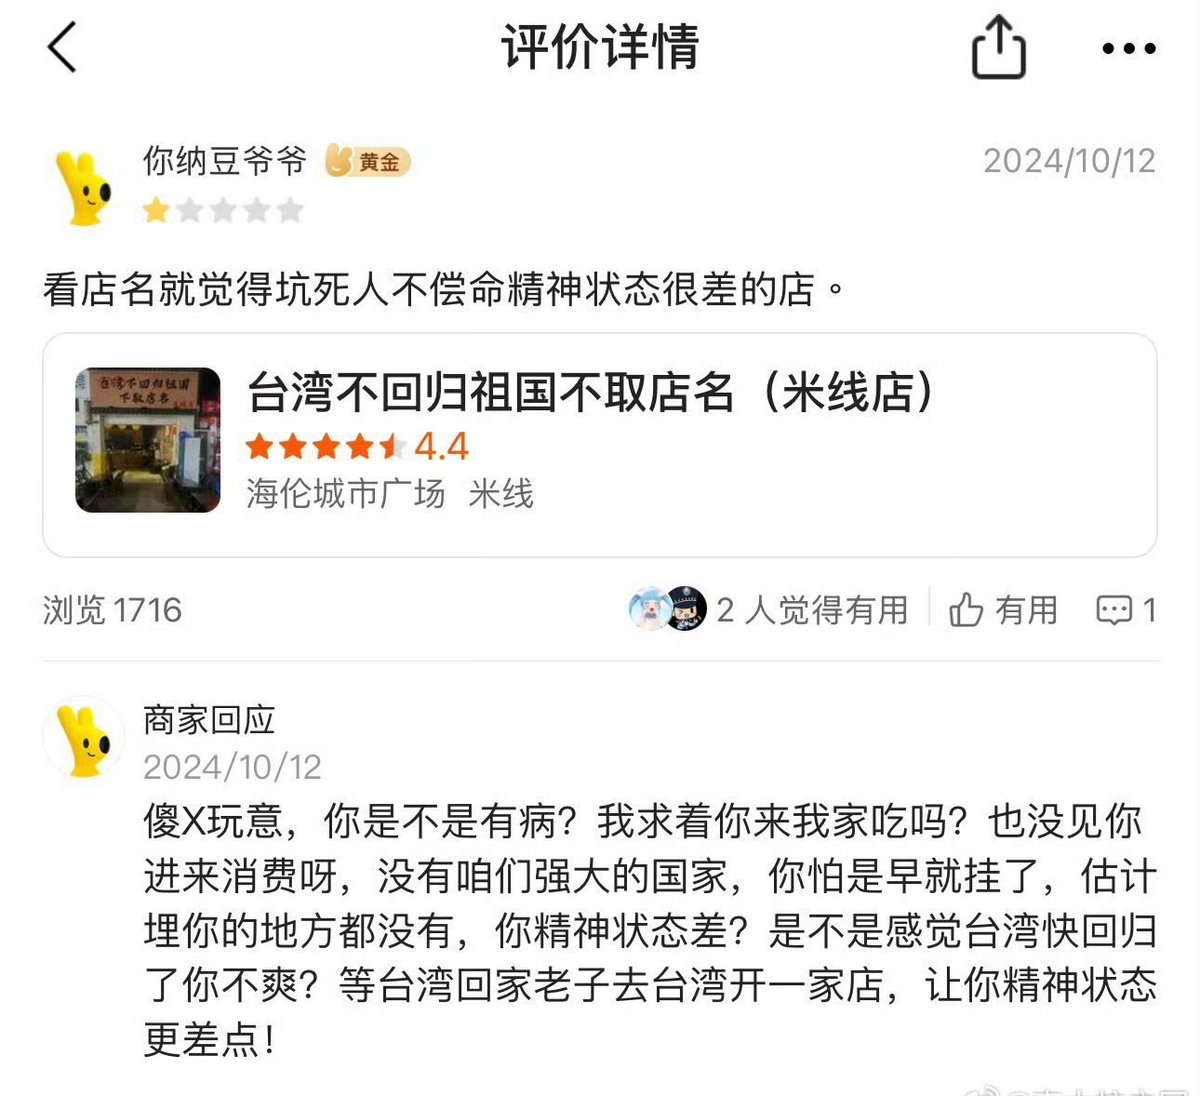 评价详情
你纳豆爷爷 黄金
2024/10/12
看店名就觉得坑死人不偿命精神状态很差的店。
台湾不回归祖国
不取店名
台湾不回归祖国不取店名（米线店）
4.4
海伦城市广场 米线
浏览1716
2 人觉得有用
有用
1
商家回应
2024/10/12
傻X玩意，你是不是有病？我求着你来我家吃吗？也没见你
进来消费呀，没有咱们强大的国家，你怕是早就挂了，估计
埋你的地方都没有，你精神状态差？是不是感觉台湾快回归
了你不爽？等台湾回家老子去台湾开一家店，让你精神状态
更差点！